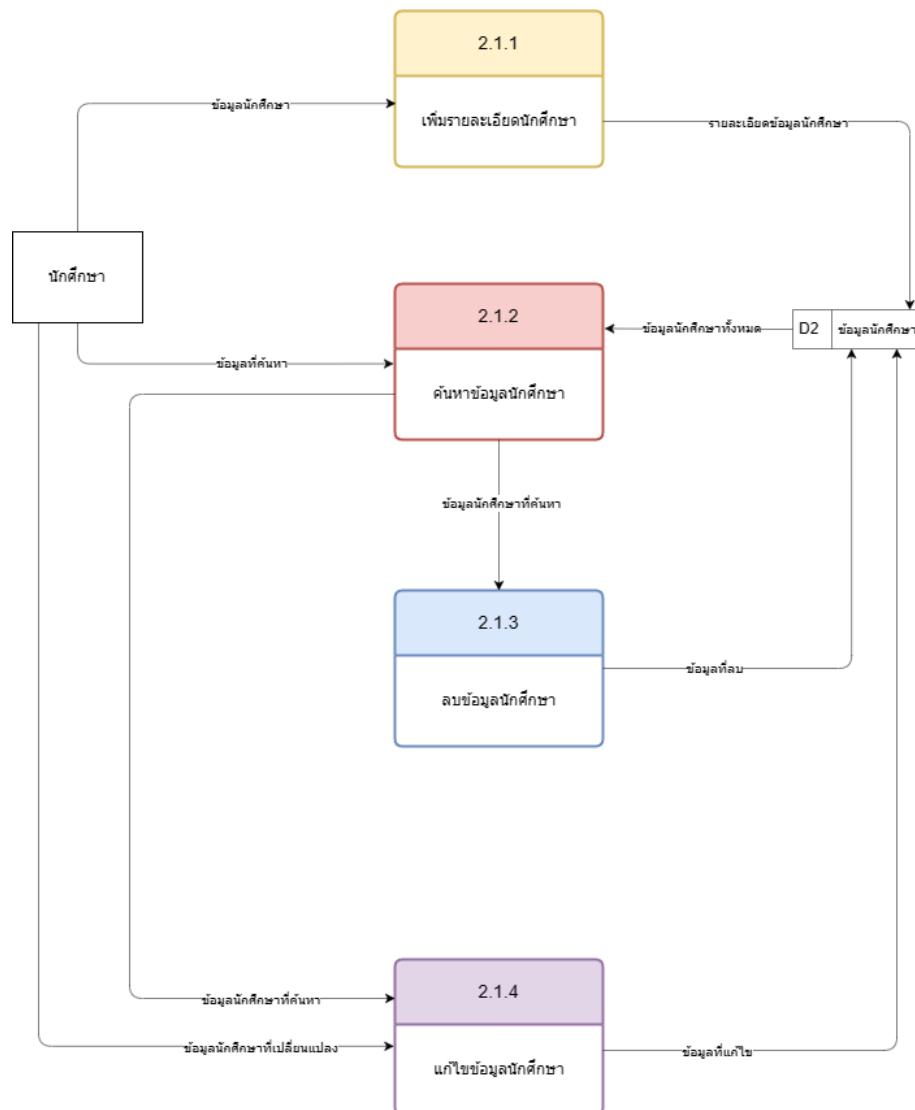 2.1.1
เพิ่มรายละเอียดนักศึกษา
ข้อมูลนักศึกษา
รายละเอียดข้อมูลนักศึกษา
นักศึกษา
2.1.2
ค้นหาข้อมูลนักศึกษา
ข้อมูลนักศึกษาทั้งหมด
D2
ข้อมูลนักศึกษา
ข้อมูลที่ค้นหา
ข้อมูลนักศึกษาที่ค้นหา
2.1.3
ลบข้อมูลนักศึกษา
ข้อมูลที่ลบ
2.1.4
แก้ไขข้อมูลนักศึกษา
ข้อมูลนักศึกษาที่ค้นหา
ข้อมูลนักศึกษาที่เปลี่ยนแปลง
ข้อมูลที่แก้ไข